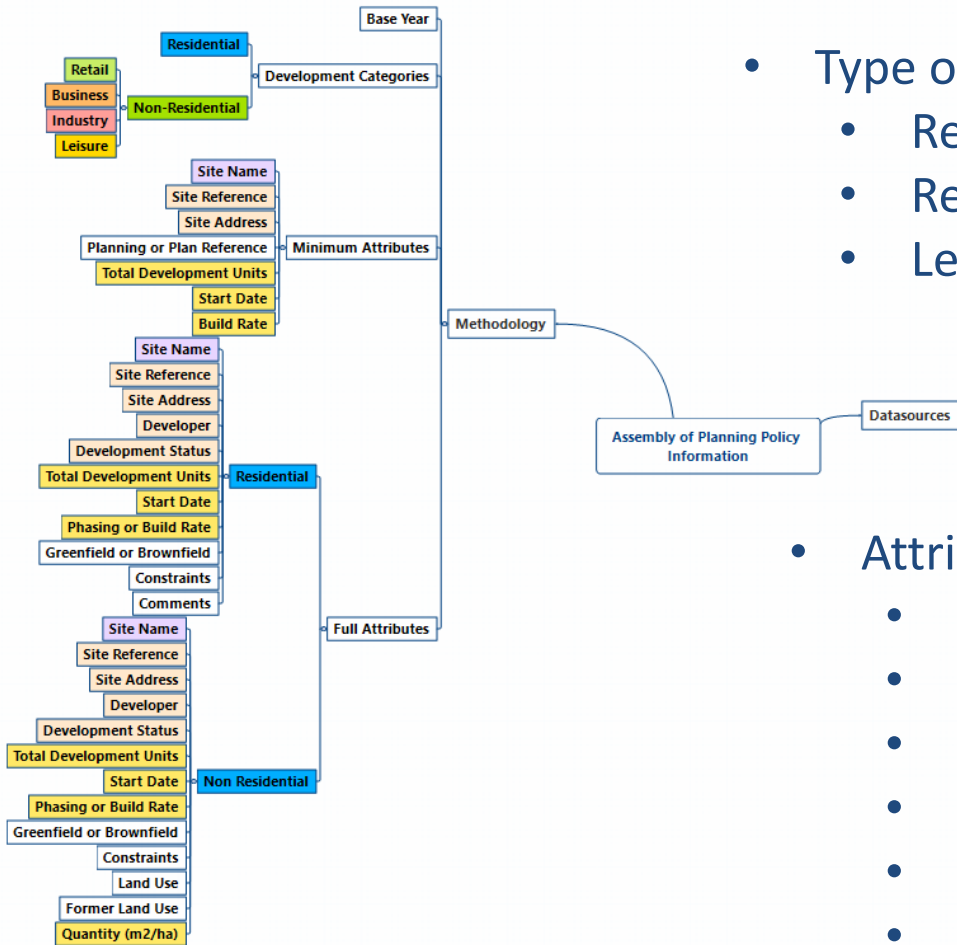 Base Year
Residential
Development Categories
Retail
Business
Industry
Leisure
Non-Residential
Site Name
Site Reference
Site Address
Planning or Plan Reference
Total Development Units
Start Date
Build Rate
Minimum Attributes
Methodology
Site Name
Site Reference
Site Address
Developer
Development Status
Total Development Units
Start Date
Phasing or Build Rate
Greenfield or Brownfield
Constraints
Comments
Residential
Full Attributes
Site Name
Site Reference
Site Address
Developer
Development Status
Total Development Units
Start Date
Phasing or Build Rate
Greenfield or Brownfield
Constraints
Land Use
Former Land Use
Quantity (m2/ha)
Non Residential
Assembly of Planning Policy
Information
Datasources
• Type o
• Re
• Re
• Le
• Attri
•
•
•
•
•
•